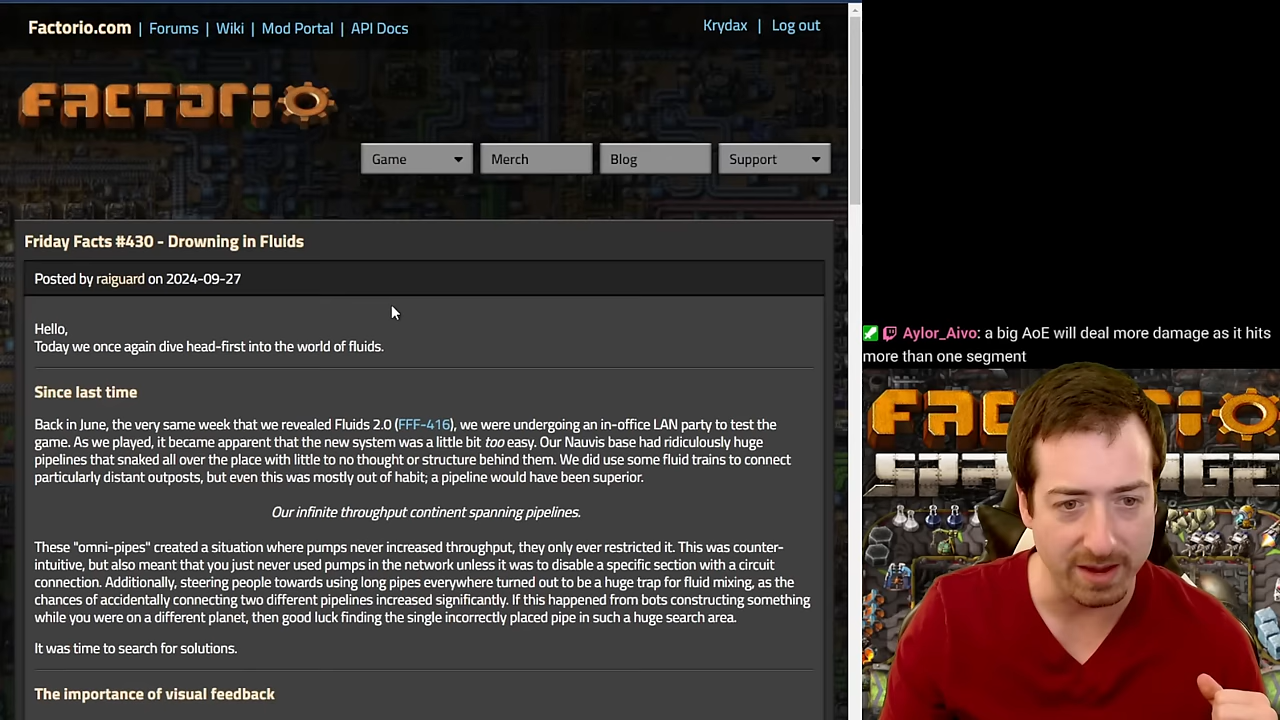 Factorio.com | Forums | Wiki | Mod Portal | API Docs
Krydax | Log out
FACTORIO
Game
Merch
Blog
Support
Friday Facts #430 - Drowning in Fluids
Posted by raiguard on 2024-09-27
Hello,
Today we once again dive head-first into the world of fluids.
Since last time
Back in June, the very same week that we revealed Fluids 2.0 (FFF-416), we were undergoing an in-office LAN party to test the
game. As we played, it became apparent that the new system was a little bit too easy. Our Nauvis base had ridiculously huge
pipelines that snaked all over the place with little to no thought or structure behind them. We did use some fluid trains to connect
particularly distant outposts, but even this was mostly out of habit; a pipeline would have been superior.
Our infinite throughput continent spanning pipelines.
These "omni-pipes" created a situation where pumps never increased throughput, they only ever restricted it. This was counter-
intuitive, but also meant that you just never used pumps in the network unless it was to disable a specific section with a circuit
connection. Additionally, steering people towards using long pipes everywhere turned out to be a huge trap for fluid mixing, as the
chances of accidentally connecting two different pipelines increased significantly. If this happened from bots constructing something
while you were on a different planet, then good luck finding the single incorrectly placed pipe in such a huge search area.
It was time to search for solutions.
The importance of visual feedback
Aylor_Aivo: a big AoE will deal more damage as it hits
more than one segment